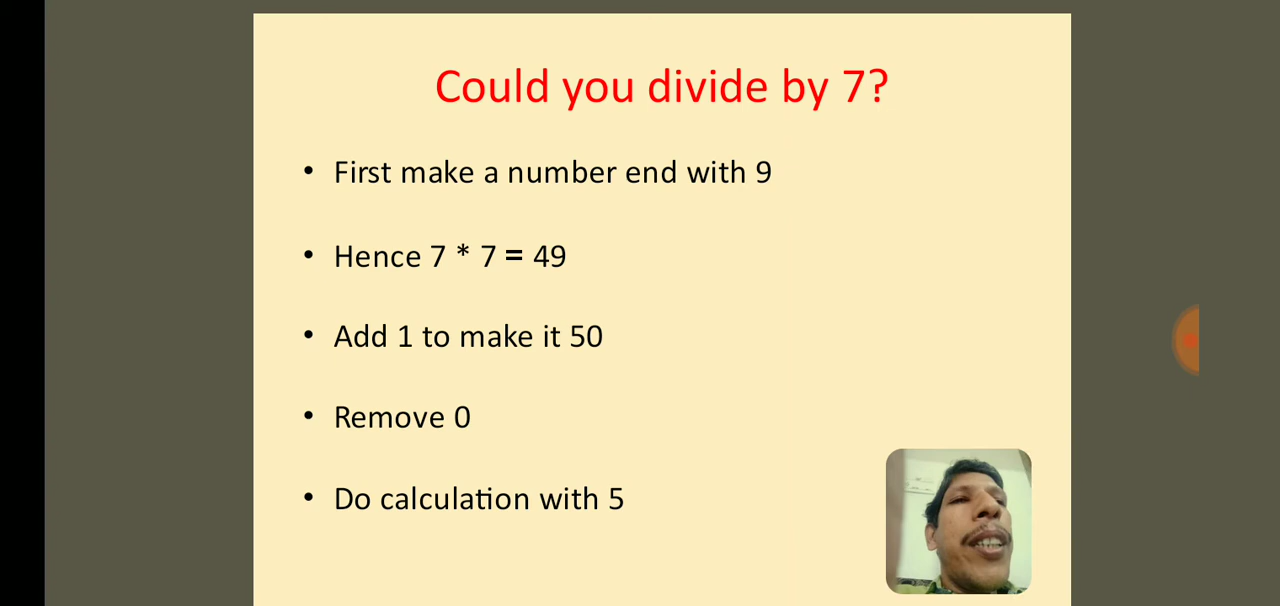 Could you divide by 7?
• First make a number end with 9
• Hence 7 * 7 = 49
• Add 1 to make it 50
• Remove 0
• Do calculation with 5